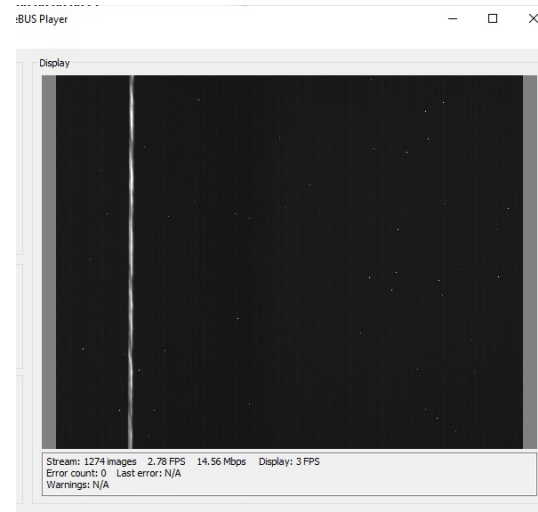 eBUS Player
Display
Stream: 1274 images 2.78 FPS 14.56 Mbps Display: 3 FPS
Error count: 0 Last error: N/A
Warnings: N/A